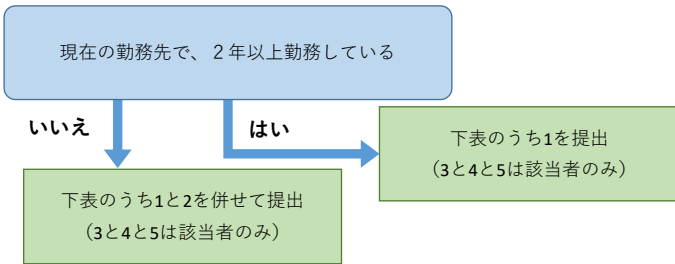 現在の勤務先で、２年以上勤務している
いいえ
はい
下表のうち1を提出
（3と4と5は該当者のみ）
下表のうち1と2を併せて提出
（3と4と5は該当者のみ）